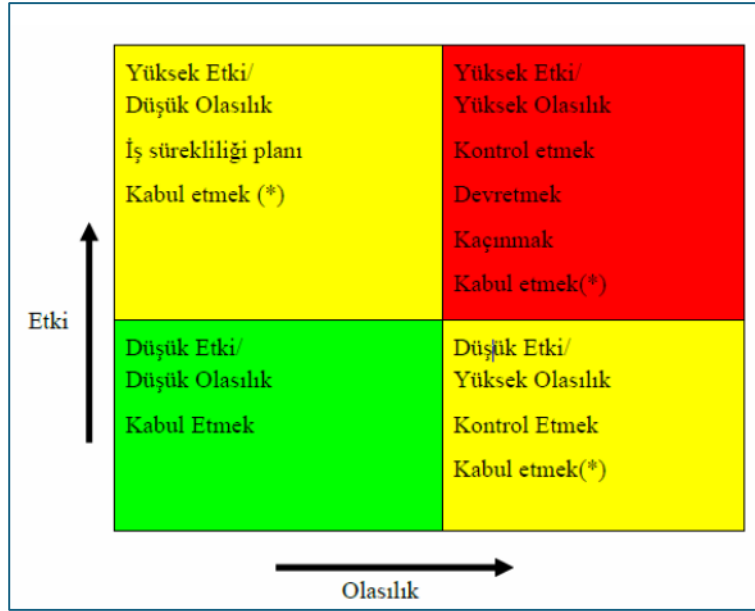 Yüksek Etki/
Düşük Olasılık
İş sürekliliği planı
Kabul etmek (*)
Yüksek Etki/
Yüksek Olasılık
Kontrol etmek
Devretmek
Kaçınmak
Kabul etmek(*)
Etki
Düşük Etki/
Düşük Olasılık
Kabul Etmek
Düşük Etki/
Yüksek Olasılık
Kontrol Etmek
Kabul etmek(*)
Olasılık